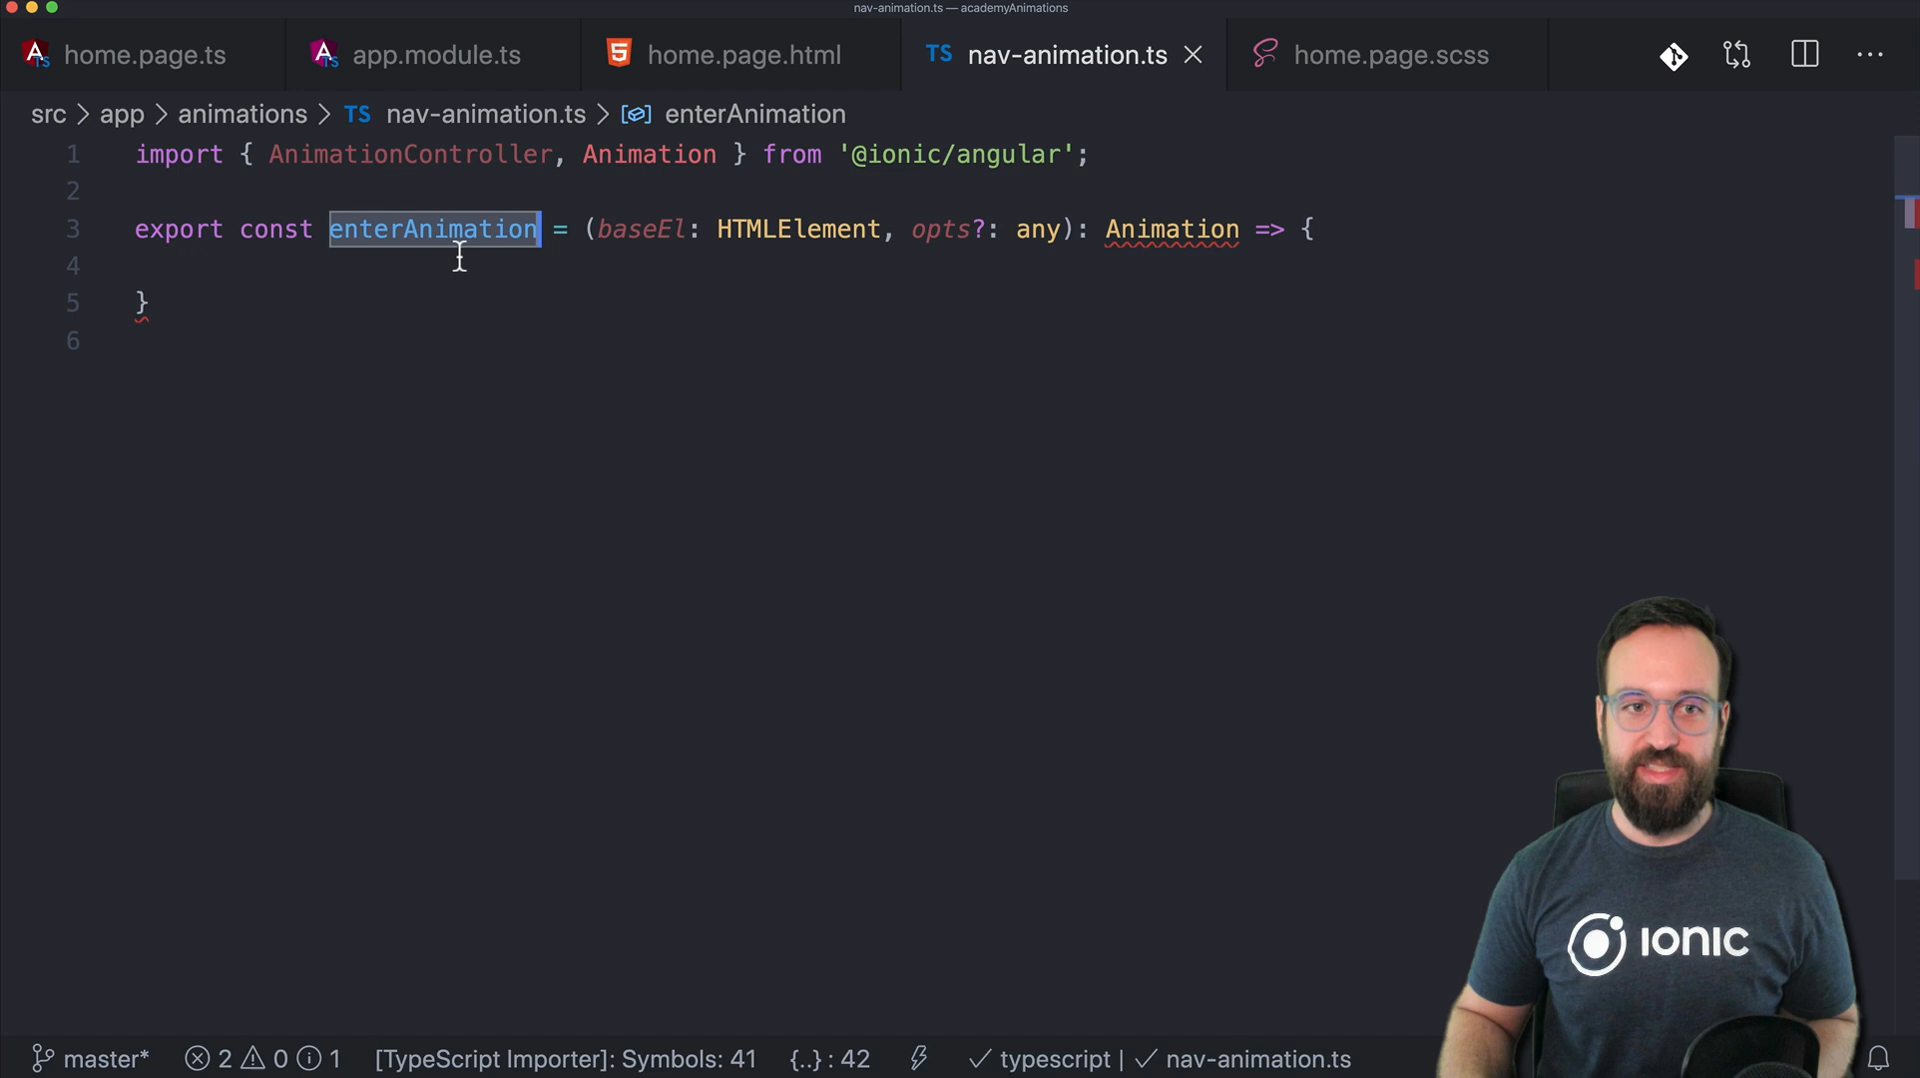 nav-animation.ts — academyAnimations
home.page.ts
app.module.ts
home.page.html
TS nav-animation.ts
home.page.scss
src > app > animations > TS nav-animation.ts > enterAnimation
1 import { AnimationController, Animation } from '@ionic/angular';
2
3 export const enterAnimation = (baseEl: HTMLElement, opts?: any): Animation => {
4
5 }
6
IONIC
master* 2 0 1 [TypeScript Importer]: Symbols: 41 {..} : 42 typescript | nav-animation.ts